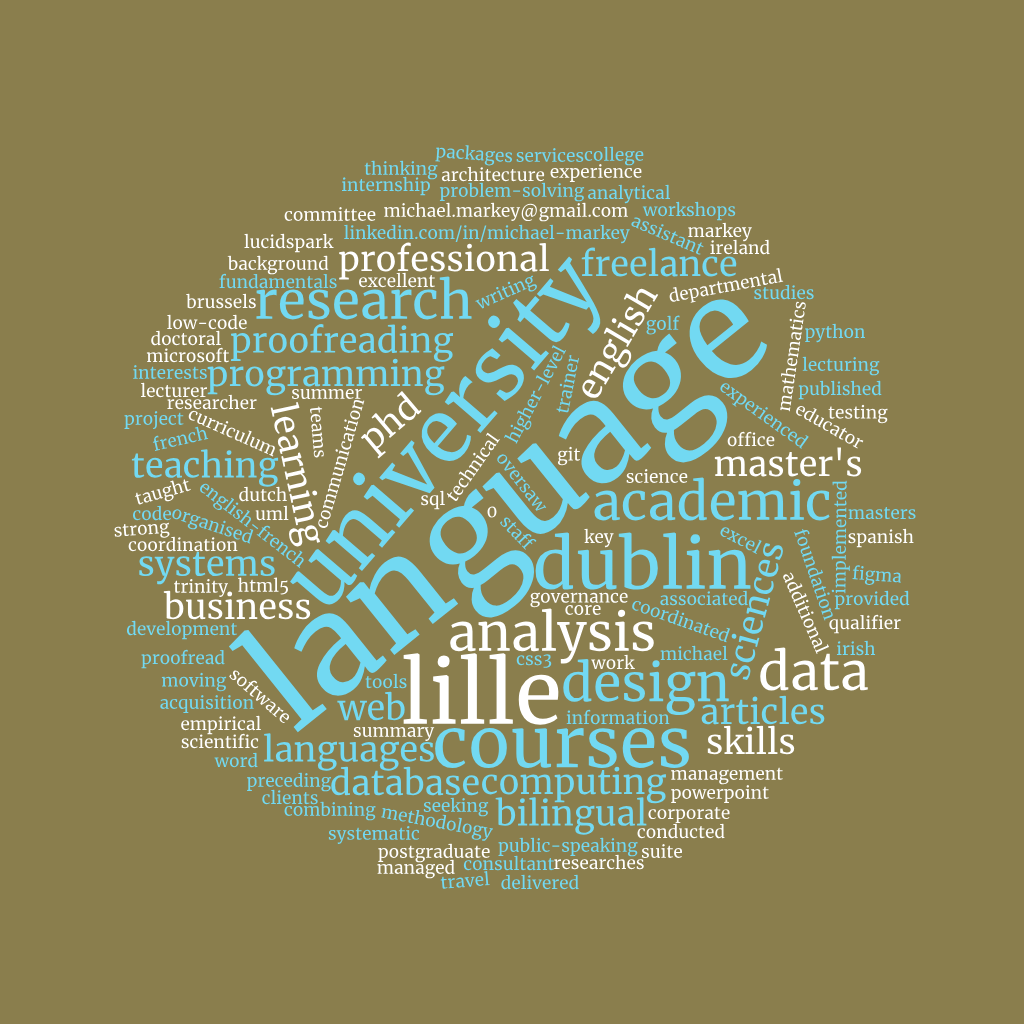 packages services college
thinking architecture experience
internship problem-solving analytical
committee michael.markey@gmail.com workshops
linkedin.com/in/michael-markey assistant markey
lucidspark professional ireland
background freelance
fundamentals excellent departmental
research writing studies
brussels university english golf
low-code language mathematics python
doctoral proofreading
microsoft higher-level trainer lecturing
interests programming
lecturer summer experienced published
researcher phd educator testing
project curriculum teams communication
french learning office
teaching technical git master's
taught english-french dutch sql oversaw science
code organised uml o academic implemented masters
strong staff key excel spanish
coordination
systems dublin sciences foundation figma
trinity html5 governance associated additional provided
business core coordinated qualifier
development analysis irish
proofread css3 work michael
moving software tools lille design data
acquisition web information articles
empirical summary
scientific languages courses skills
word
preceding database computing management
clients powerpoint
combining methodology seeking bilingual corporate
systematic conducted
postgraduate public-speaking suite
managed consultant researches
travel delivered